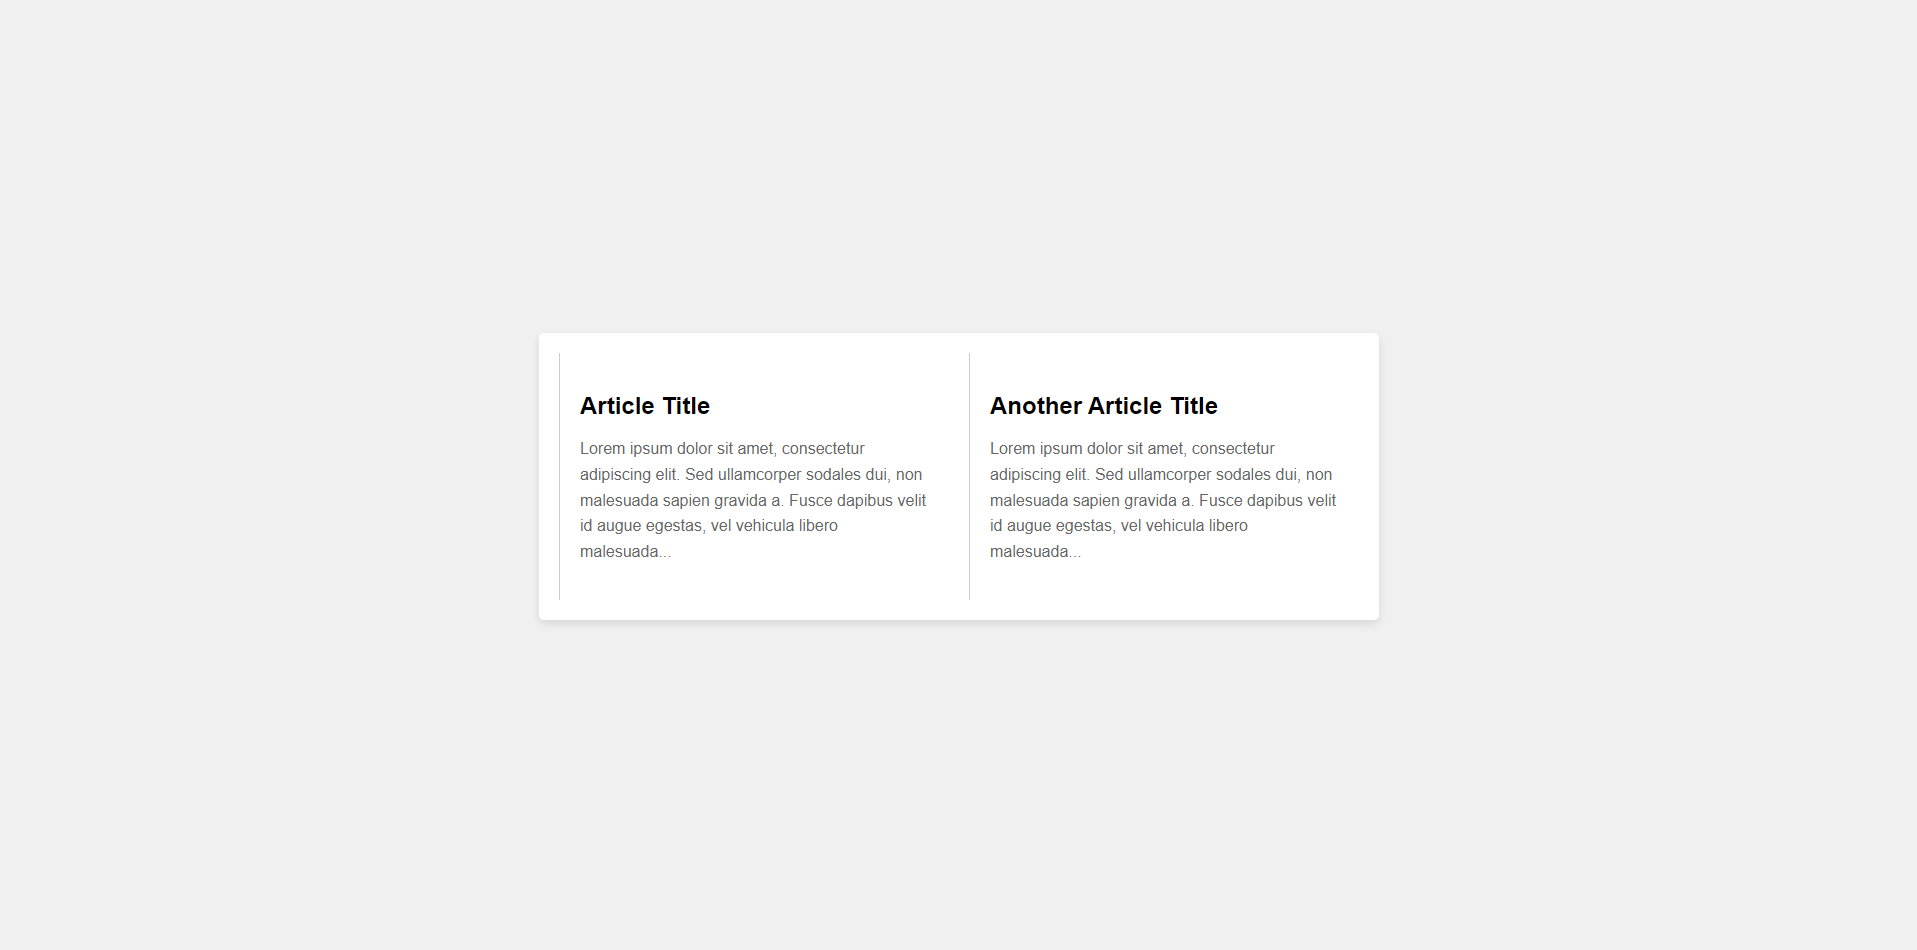 Article Title
Lorem ipsum dolor sit amet, consectetur
adipiscing elit. Sed ullamcorper sodales dui, non
malesuada sapien gravida a. Fusce dapibus velit
id augue egestas, vel vehicula libero
malesuada...
Another Article Title
Lorem ipsum dolor sit amet, consectetur
adipiscing elit. Sed ullamcorper sodales dui, non
malesuada sapien gravida a. Fusce dapibus velit
id augue egestas, vel vehicula libero
malesuada...